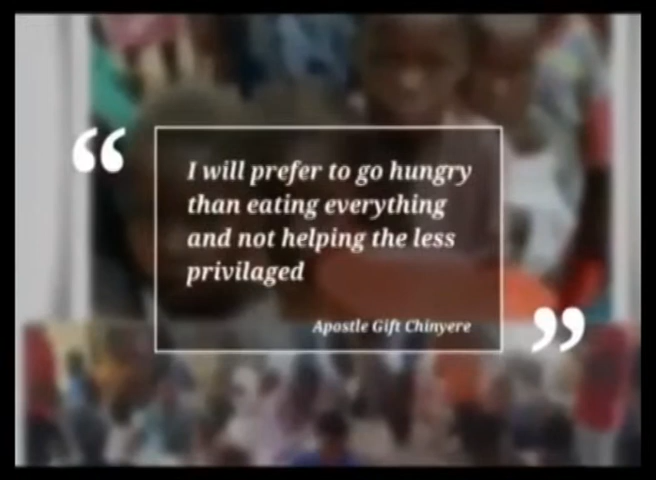 I will prefer to go hungry
than eating everything
and not helping the less
privilaged
Apostle Gift Chinyere